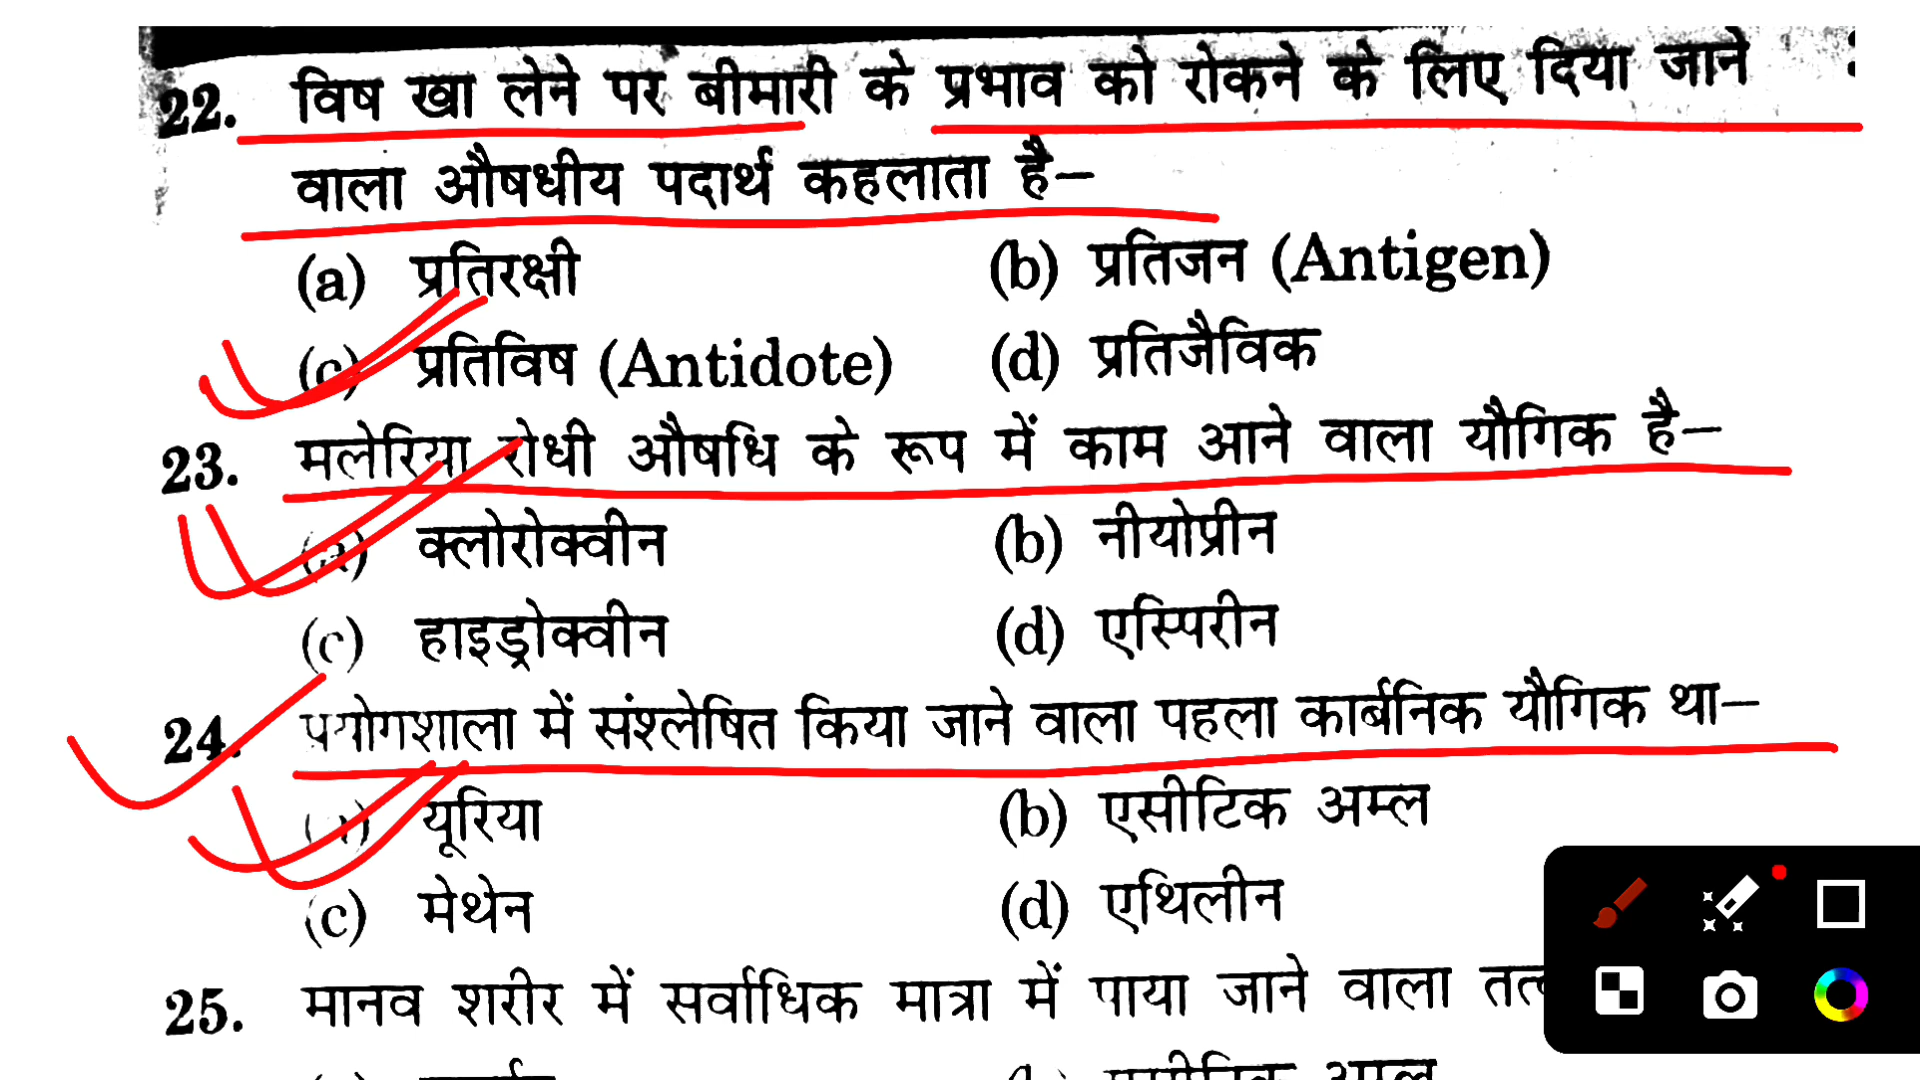 22. विष खा लेने पर बीमारी के प्रभाव को रोकने के लिए दिया जाने
वाला औषधीय पदार्थ कहलाता है–
(a) प्रतिरक्षी (b) प्रतिजन (Antigen)
(c) प्रतिविष (Antidote) (d) प्रतिजैविक
23. मलेरिया रोधी औषधि के रूप में काम आने वाला यौगिक है–
(a) क्लोरोक्वीन (b) नीयोप्रीन
(c) हाइड्रोक्वीन (d) एस्पिरीन
24. प्रयोगशाला में संश्लेषित किया जाने वाला पहला कार्बनिक यौगिक था–
(a) यूरिया (b) एसीटिक अम्ल
(c) मेथेन (d) एथिलीन
25. मानव शरीर में सर्वाधिक मात्रा में पाया जाने वाला